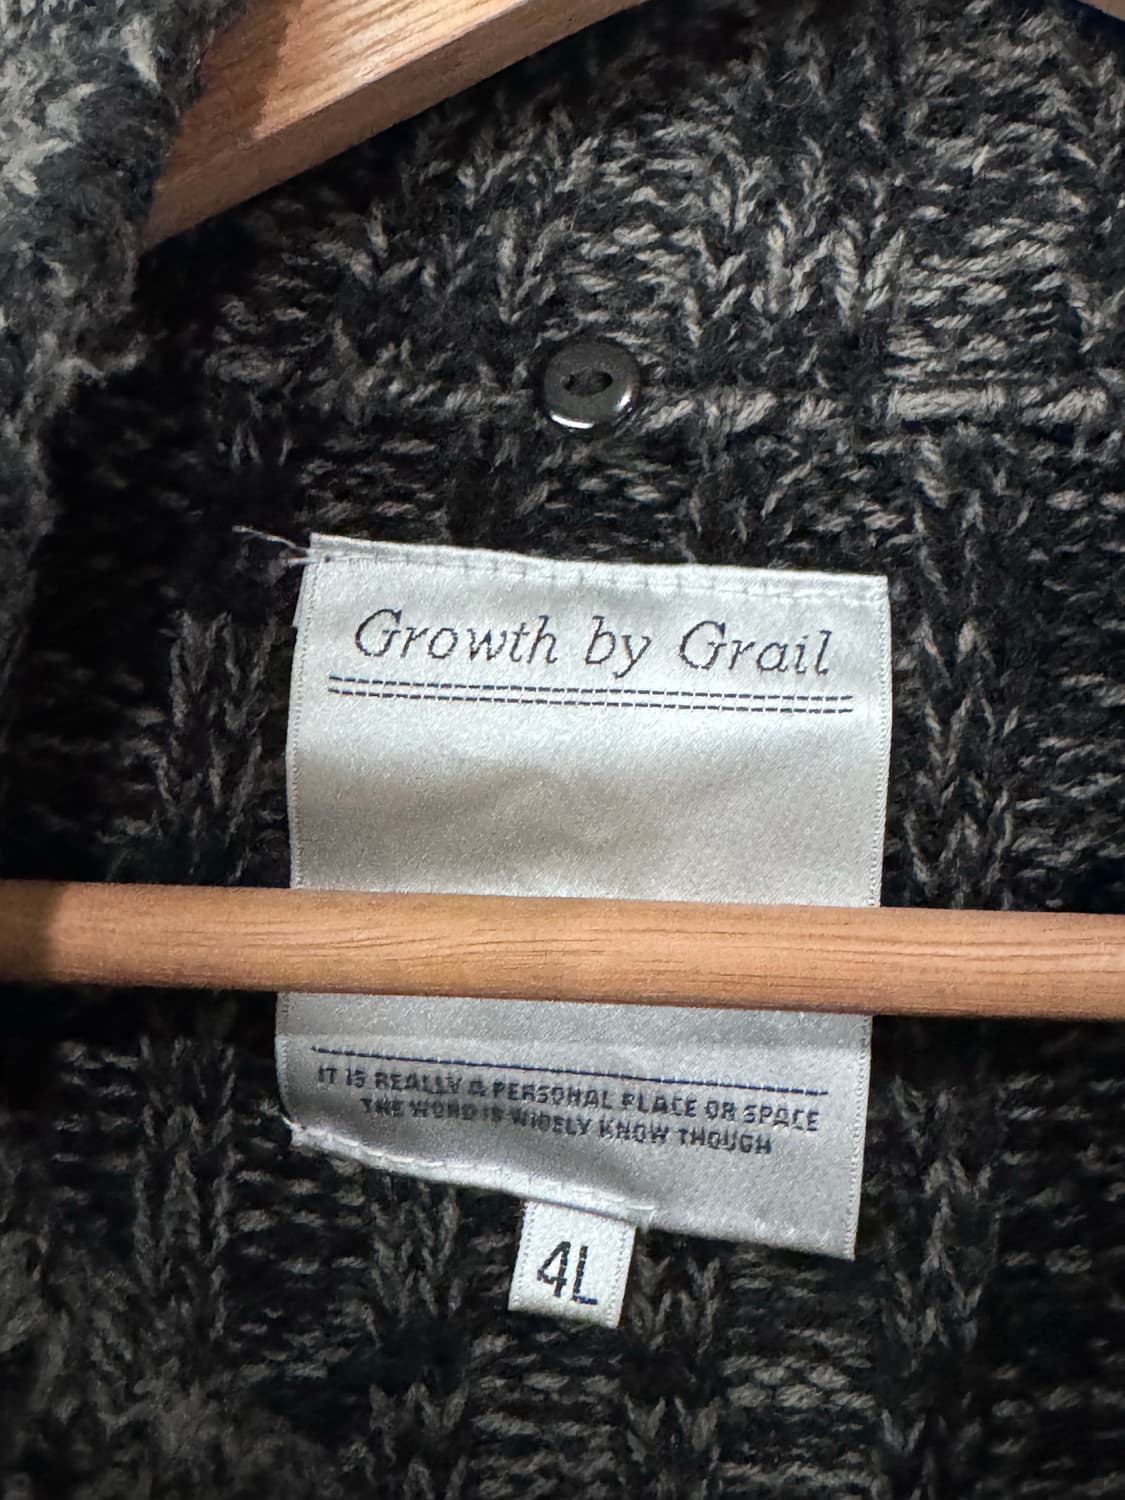 Growth by Grail
IT IS REALLY A PERSONAL PLACE OR SPACE
THE WORD IS WIDELY KNOW THOUGH
4L